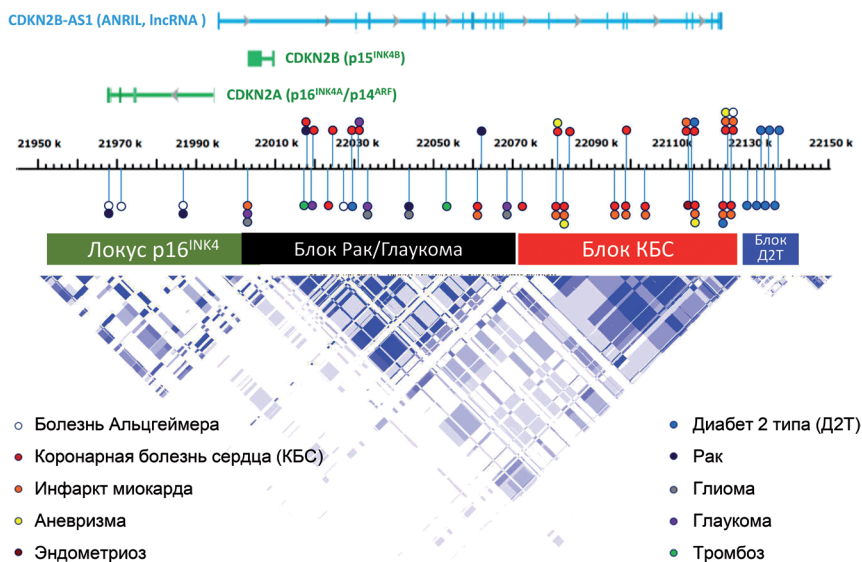 CDKN2B-AS1 (ANRIL, lncRNA )
CDKN2B (p15INK4B)
CDKN2A (p16INK4A/p14ARF)
21950 k 21970 k 21990 k 22010 k 22030 k 22050 k 22070 k 22090 k 22110 k 22130 k 22150 k
Локус p16INK4 Блок Рак/Глаукома Блок КБС Блок
Д2Т
Болезнь Альцгеймера
Коронарная болезнь сердца (КБС)
Инфаркт миокарда
Аневризма
Эндометриоз
Диабет 2 типа (Д2Т)
Рак
Глиома
Глаукома
Тромбоз